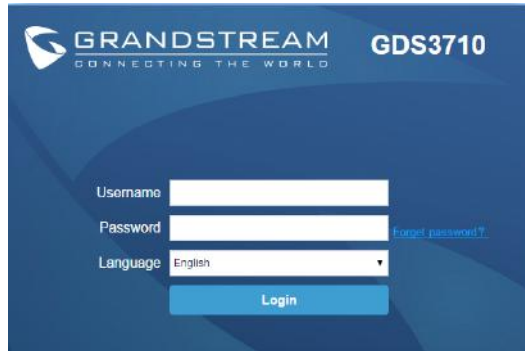 GRANDSTREAM GDS3710
CONNECTING THE WORLD
Username
Password
Forget password?
Language English
Login